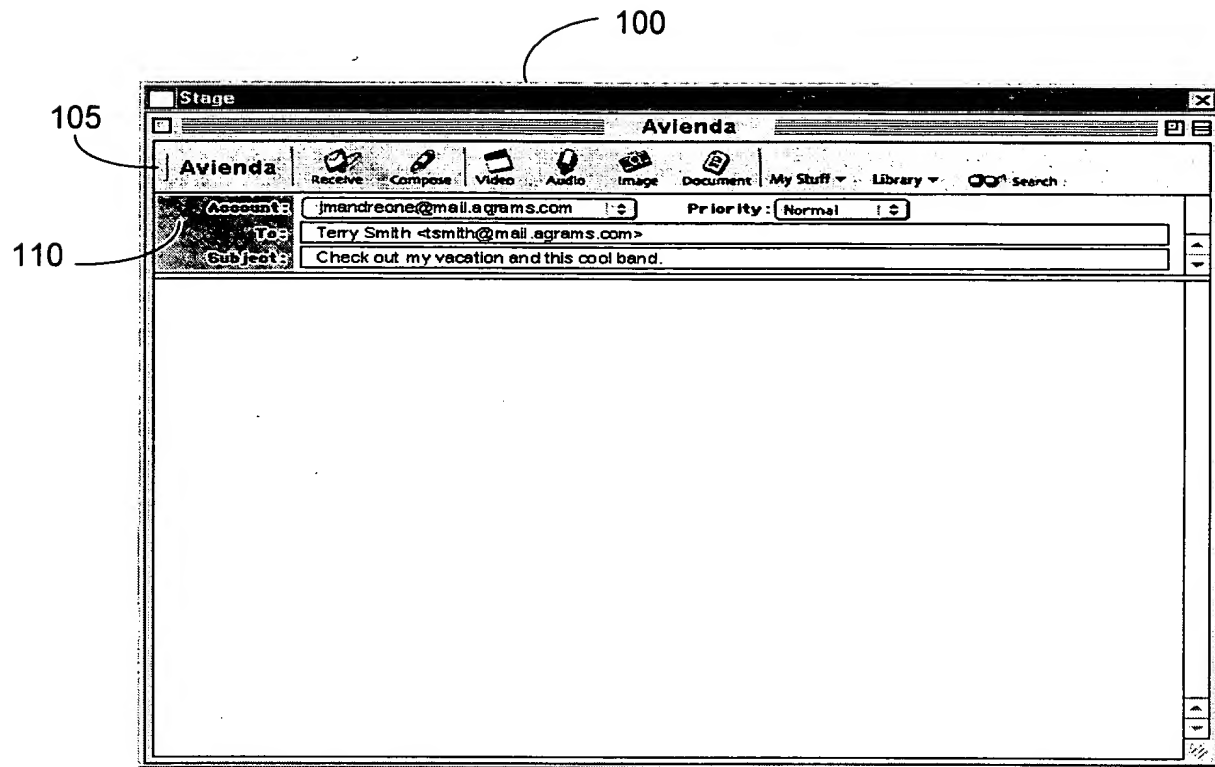 100
Stage
105
Avienda
Avienda Receive Compose Video Audio Image Document My Stuff Library Search
Account: jmandreone@mail.agrams.com Priority: Normal
110
To: Terry Smith <tsmith@mail.agrams.com>
Subject: Check out my vacation and this cool band.